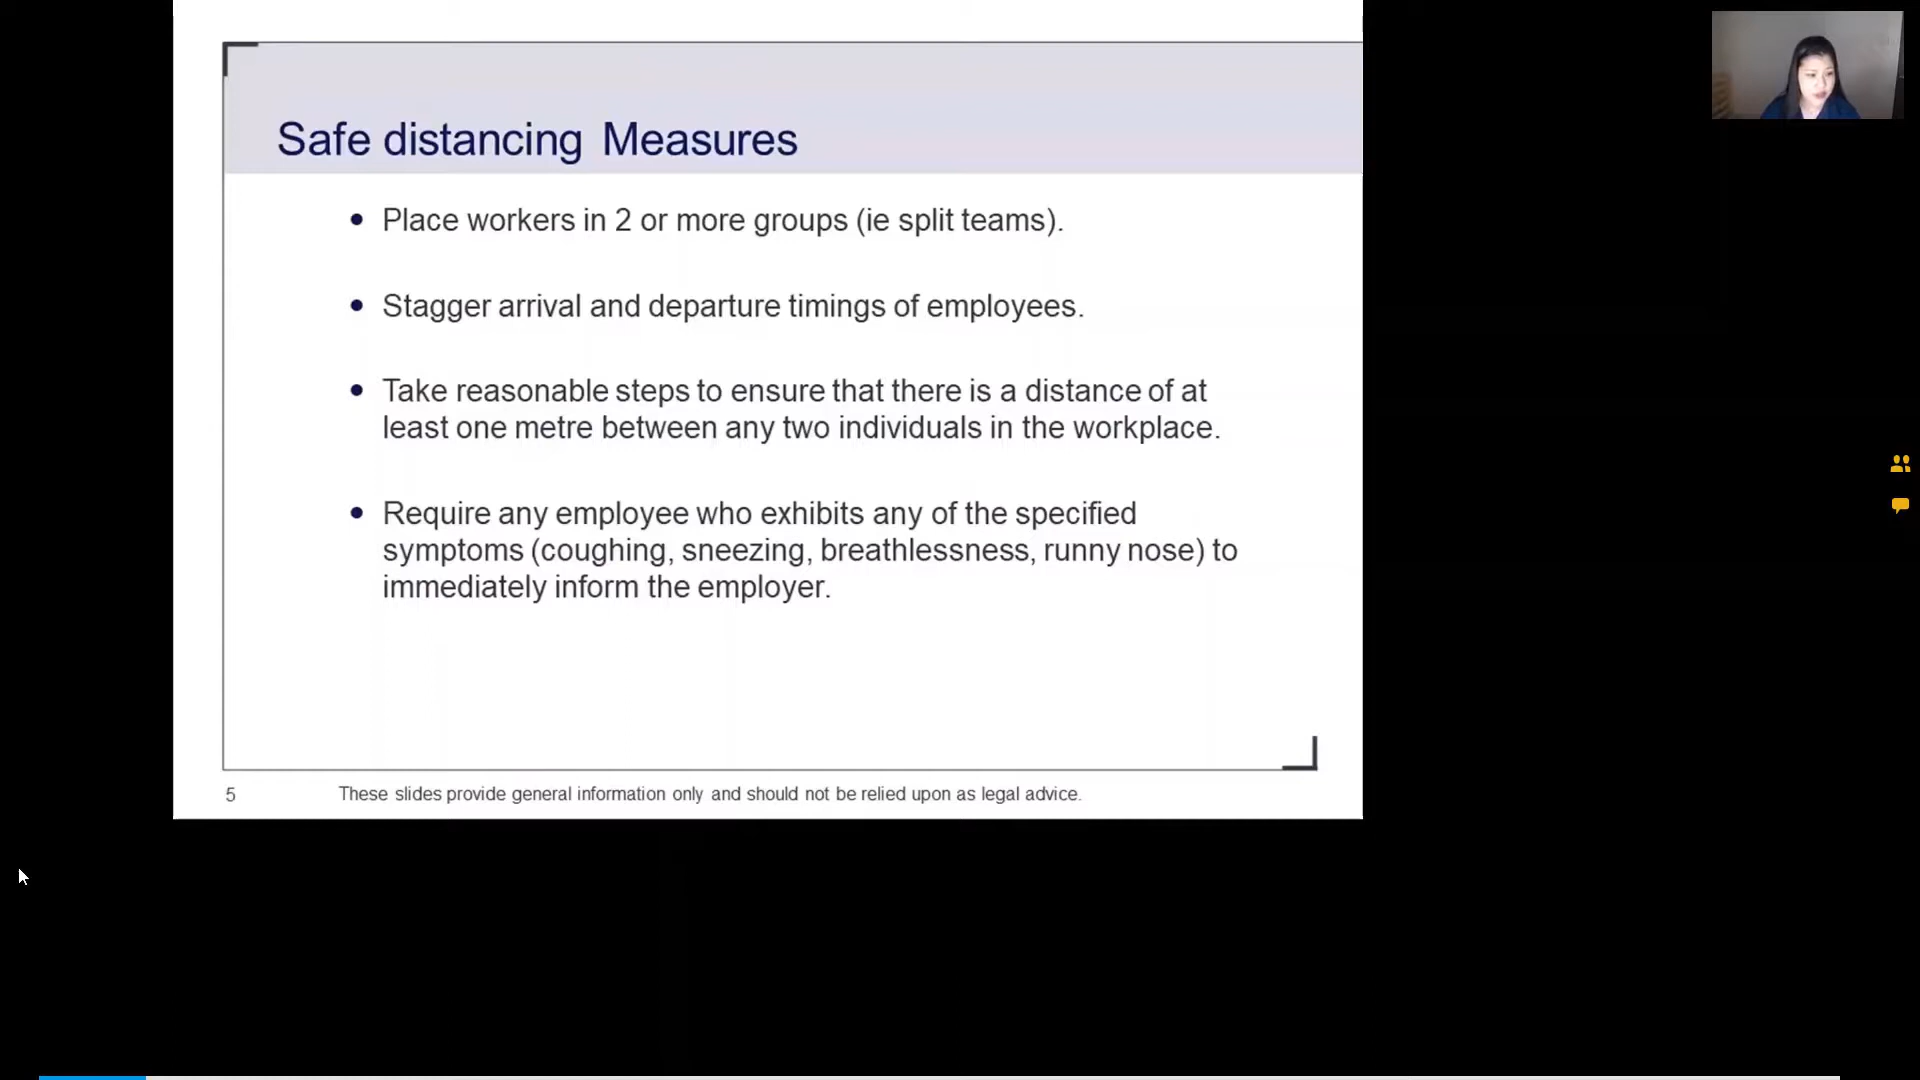 Safe distancing Measures
• Place workers in 2 or more groups (ie split teams).
• Stagger arrival and departure timings of employees.
• Take reasonable steps to ensure that there is a distance of at
least one metre between any two individuals in the workplace.
• Require any employee who exhibits any of the specified
symptoms (coughing, sneezing, breathlessness, runny nose) to
immediately inform the employer.
5
These slides provide general information only and should not be relied upon as legal advice.